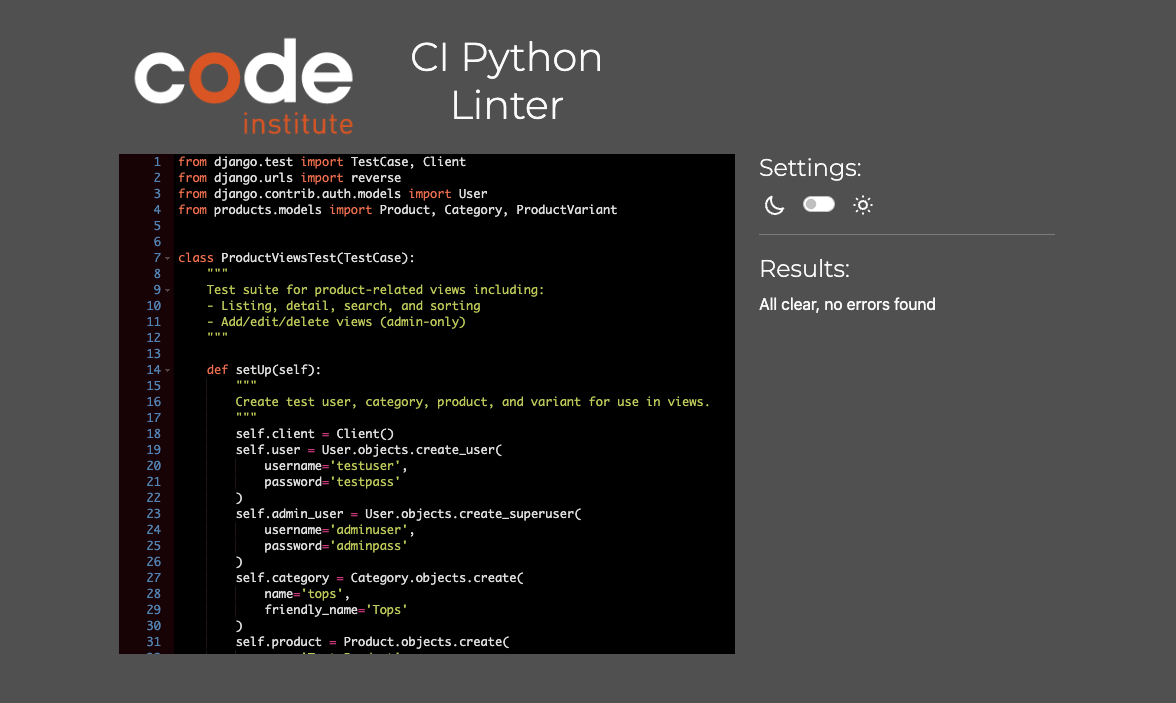 code
institute
CI Python
Linter
1 from django.test import TestCase, Client
2 from django.urls import reverse
3 from django.contrib.auth.models import User
4 from products.models import Product, Category, ProductVariant
5
6
7 class ProductViewsTest(TestCase):
8     """
9     Test suite for product-related views including:
10     - Listing, detail, search, and sorting
11     - Add/edit/delete views (admin-only)
12     """
13
14     def setUp(self):
15         """
16         Create test user, category, product, and variant for use in views.
17         """
18         self.client = Client()
19         self.user = User.objects.create_user(
20             username='testuser',
21             password='testpass'
22         )
23         self.admin_user = User.objects.create_superuser(
24             username='adminuser',
25             password='adminpass'
26         )
27         self.category = Category.objects.create(
28             name='tops',
29             friendly_name='Tops'
30         )
31         self.product = Product.objects.create(
Settings:
Results:
All clear, no errors found